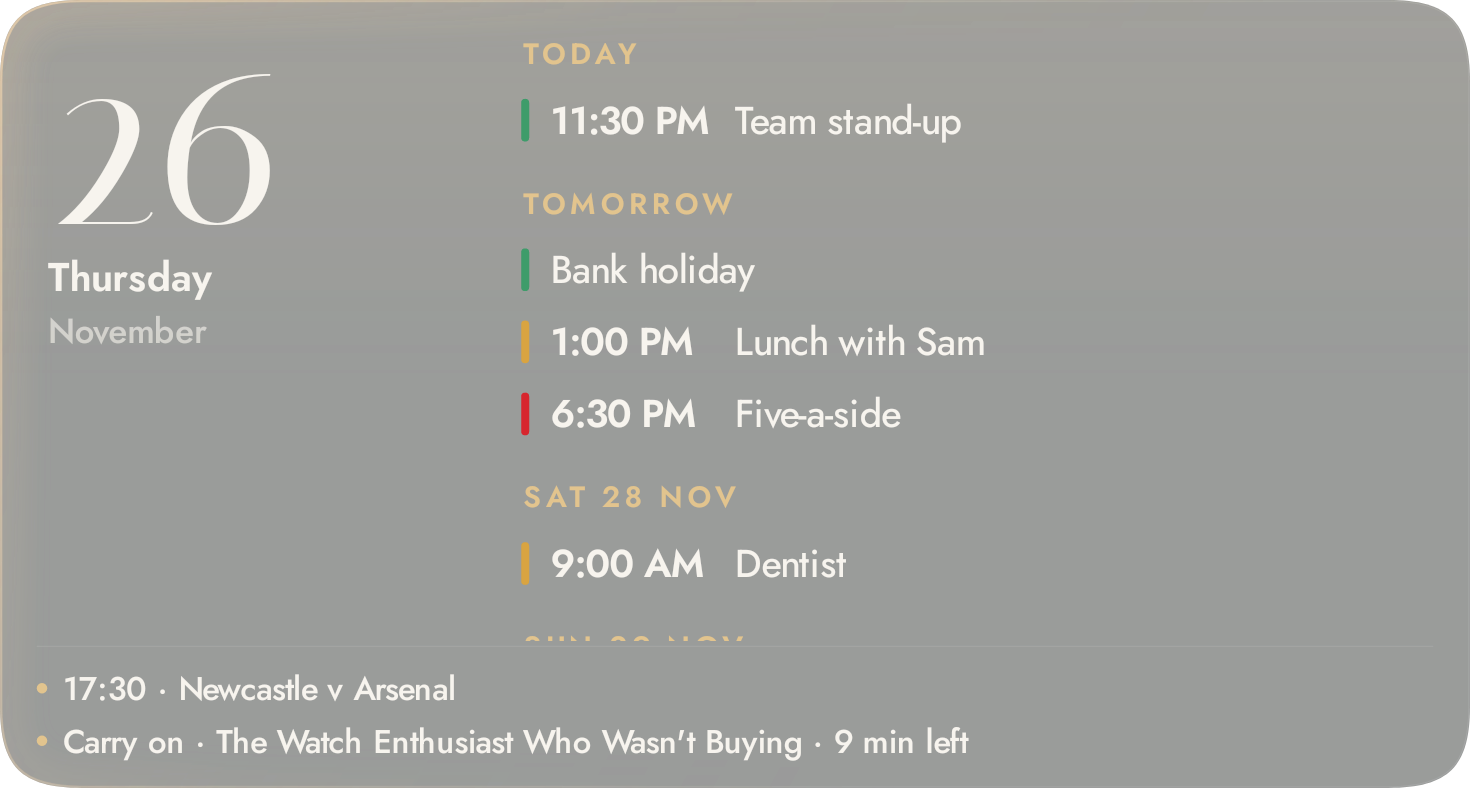 26
Thursday
November
TODAY
11:30 PM Team stand-up
TOMORROW
Bank holiday
1:00 PM Lunch with Sam
6:30 PM Five-a-side
SAT 28 NOV
9:00 AM Dentist
17:30 · Newcastle v Arsenal
Carry on · The Watch Enthusiast Who Wasn't Buying · 9 min left